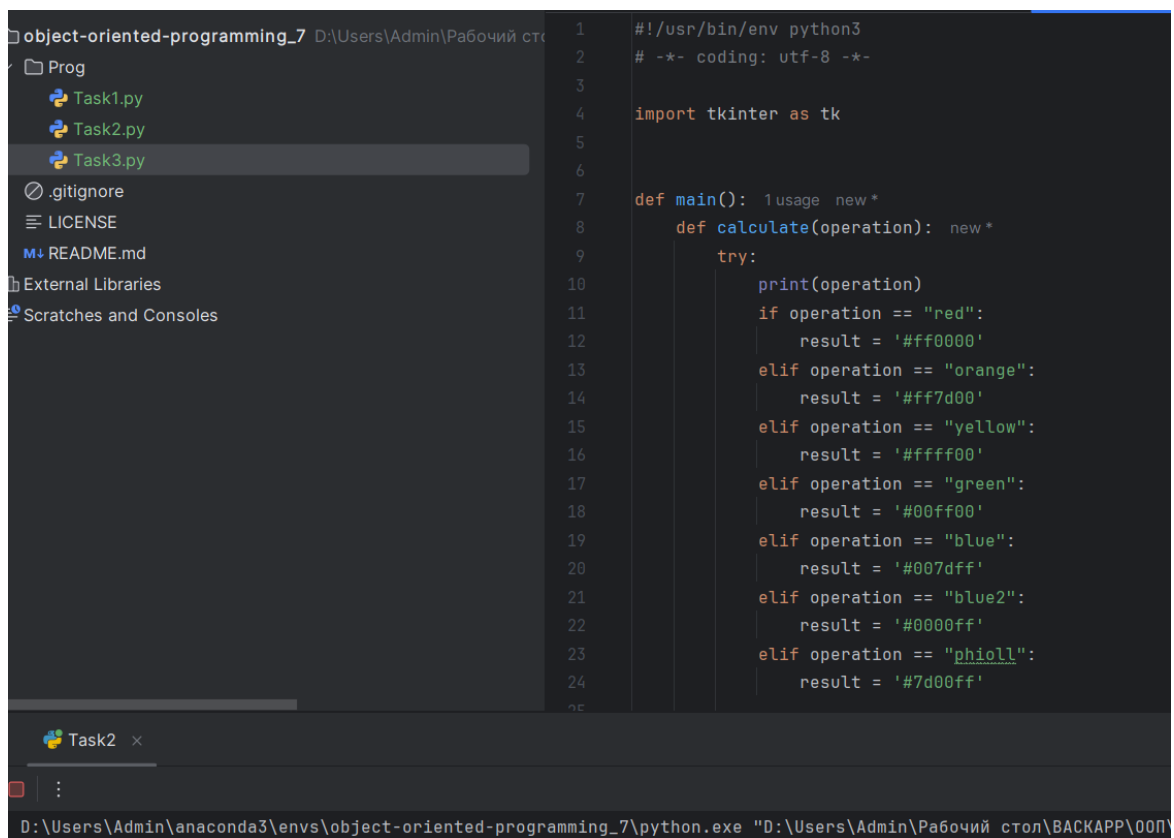 object-oriented-programming_7 D:\Users\Admin\Рабочий сто
Prog
Task1.py
Task2.py
Task3.py
.gitignore
LICENSE
M↓ README.md
External Libraries
Scratches and Consoles
1 #!/usr/bin/env python3
2 # -*- coding: utf-8 -*-
3
4 import tkinter as tk
5
6
7 def main(): 1 usage new *
8     def calculate(operation): new *
9         try:
10             print(operation)
11             if operation == "red":
12                 result = '#ff0000'
13             elif operation == "orange":
14                 result = '#ff7d00'
15             elif operation == "yellow":
16                 result = '#ffff00'
17             elif operation == "green":
18                 result = '#00ff00'
19             elif operation == "blue":
20                 result = '#007dff'
21             elif operation == "blue2":
22                 result = '#0000ff'
23             elif operation == "phioll":
24                 result = '#7d00ff'
25
Task2 ×
D:\Users\Admin\anaconda3\envs\object-oriented-programming_7\python.exe "D:\Users\Admin\Рабочий стол\BACKAPP\ООП